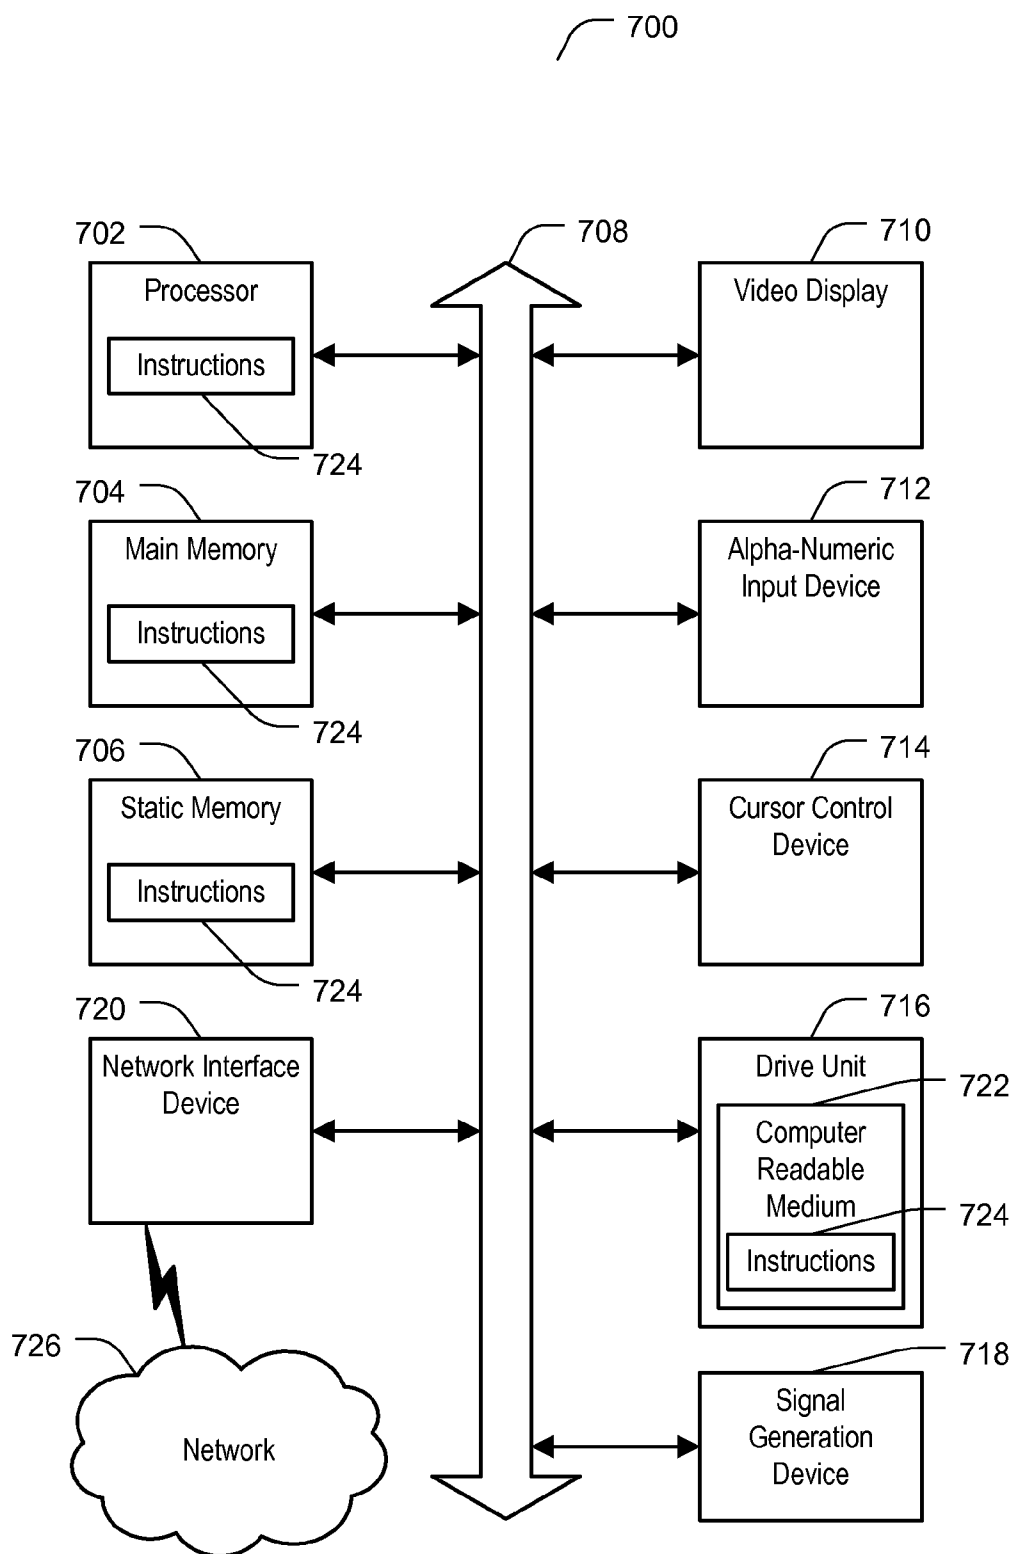 700
702
Processor
Instructions
724
704
Main Memory
Instructions
724
706
Static Memory
Instructions
724
720
Network Interface
Device
726
Network
708
710
Video Display
712
Alpha-Numeric
Input Device
714
Cursor Control
Device
716
Drive Unit
722
Computer
Readable
Medium
724
Instructions
718
Signal
Generation
Device